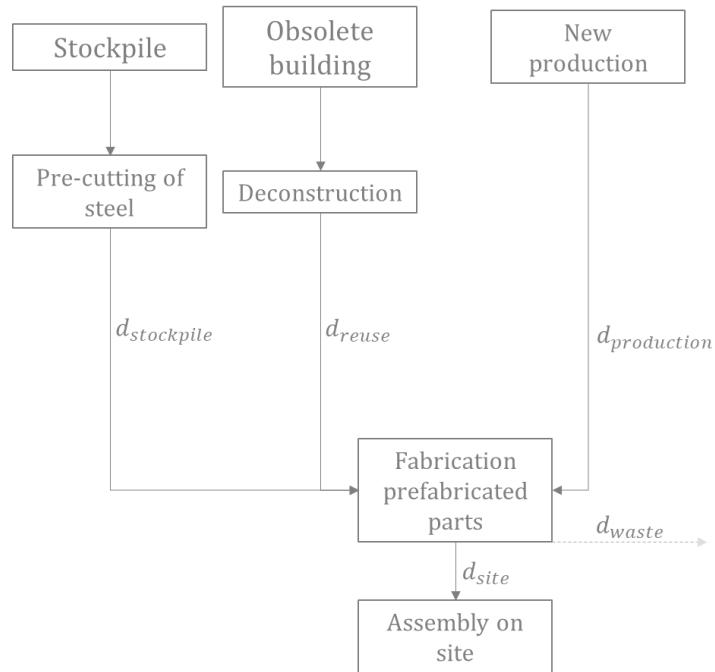 Stockpile
Obsolete
building
New
production
Pre-cutting of
steel
Deconstruction
d_stockpile
d_reuse
d_production
Fabrication
prefabricated
parts
d_waste
d_site
Assembly on
site